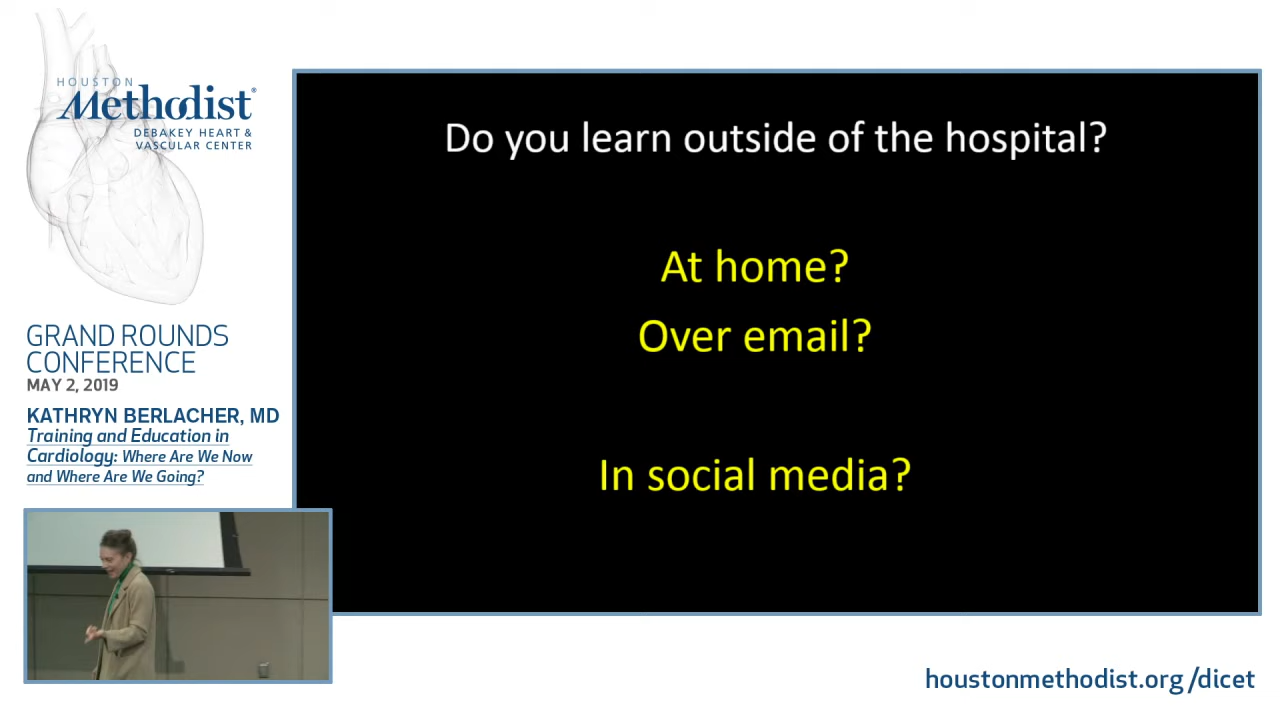 HOUSTON
Methodist®
DEBAKEY HEART &
VASCULAR CENTER
GRAND ROUNDS
CONFERENCE
MAY 2, 2019
KATHRYN BERLACHER, MD
Training and Education in
Cardiology: Where Are We Now
and Where Are We Going?
Do you learn outside of the hospital?
At home?
Over email?
In social media?
houstonmethodist.org/dicet